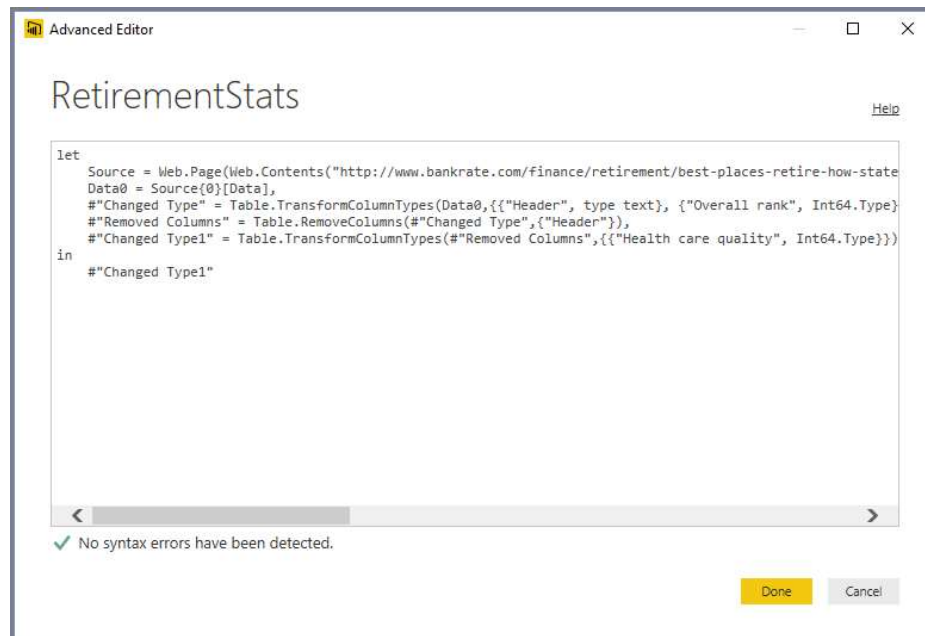 Advanced Editor
RetirementStats
Help
let
    Source = Web.Page(Web.Contents("http://www.bankrate.com/finance/retirement/best-places-retire-how-state
    Data0 = Source{0}[Data],
    #"Changed Type" = Table.TransformColumnTypes(Data0,{{"Header", type text}, {"Overall rank", Int64.Type}
    #"Removed Columns" = Table.RemoveColumns(#"Changed Type",{"Header"}),
    #"Changed Type1" = Table.TransformColumnTypes(#"Removed Columns",{{"Health care quality", Int64.Type}})
in
    #"Changed Type1"
No syntax errors have been detected.
Done Cancel